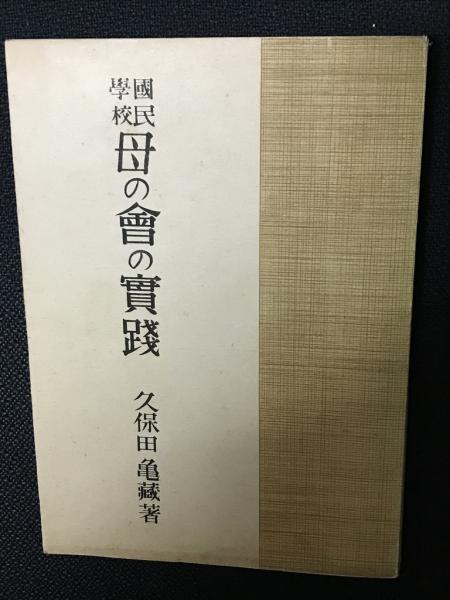 國民
學校
母の會の實踐
久保田亀藏著